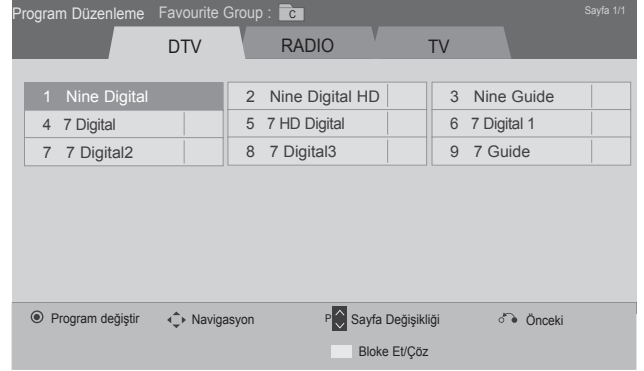 Program Düzenleme Favourite Group : C Sayfa 1/1
DTV RADIO TV
1 Nine Digital 2 Nine Digital HD 3 Nine Guide
4 7 Digital 5 7 HD Digital 6 7 Digital 1
7 7 Digital2 8 7 Digital3 9 7 Guide
Program değiştir Navigasyon P Sayfa Değişikliği Önceki
Bloke Et/Çöz